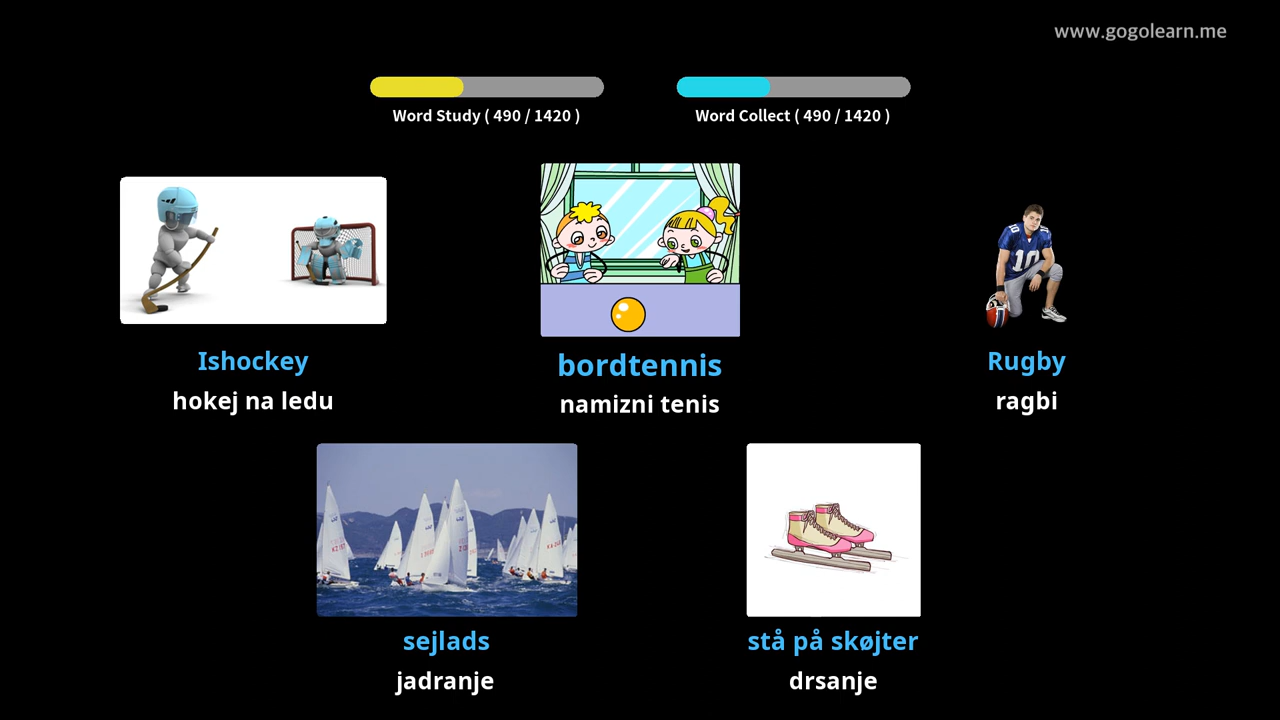 www.gogolearn.me
Word Study ( 490 / 1420 )
Word Collect ( 490 / 1420 )
Ishockey
hokej na ledu
bordtennis
namizni tenis
Rugby
ragbi
10
sejlads
jadranje
stå på skøjter
drsanje